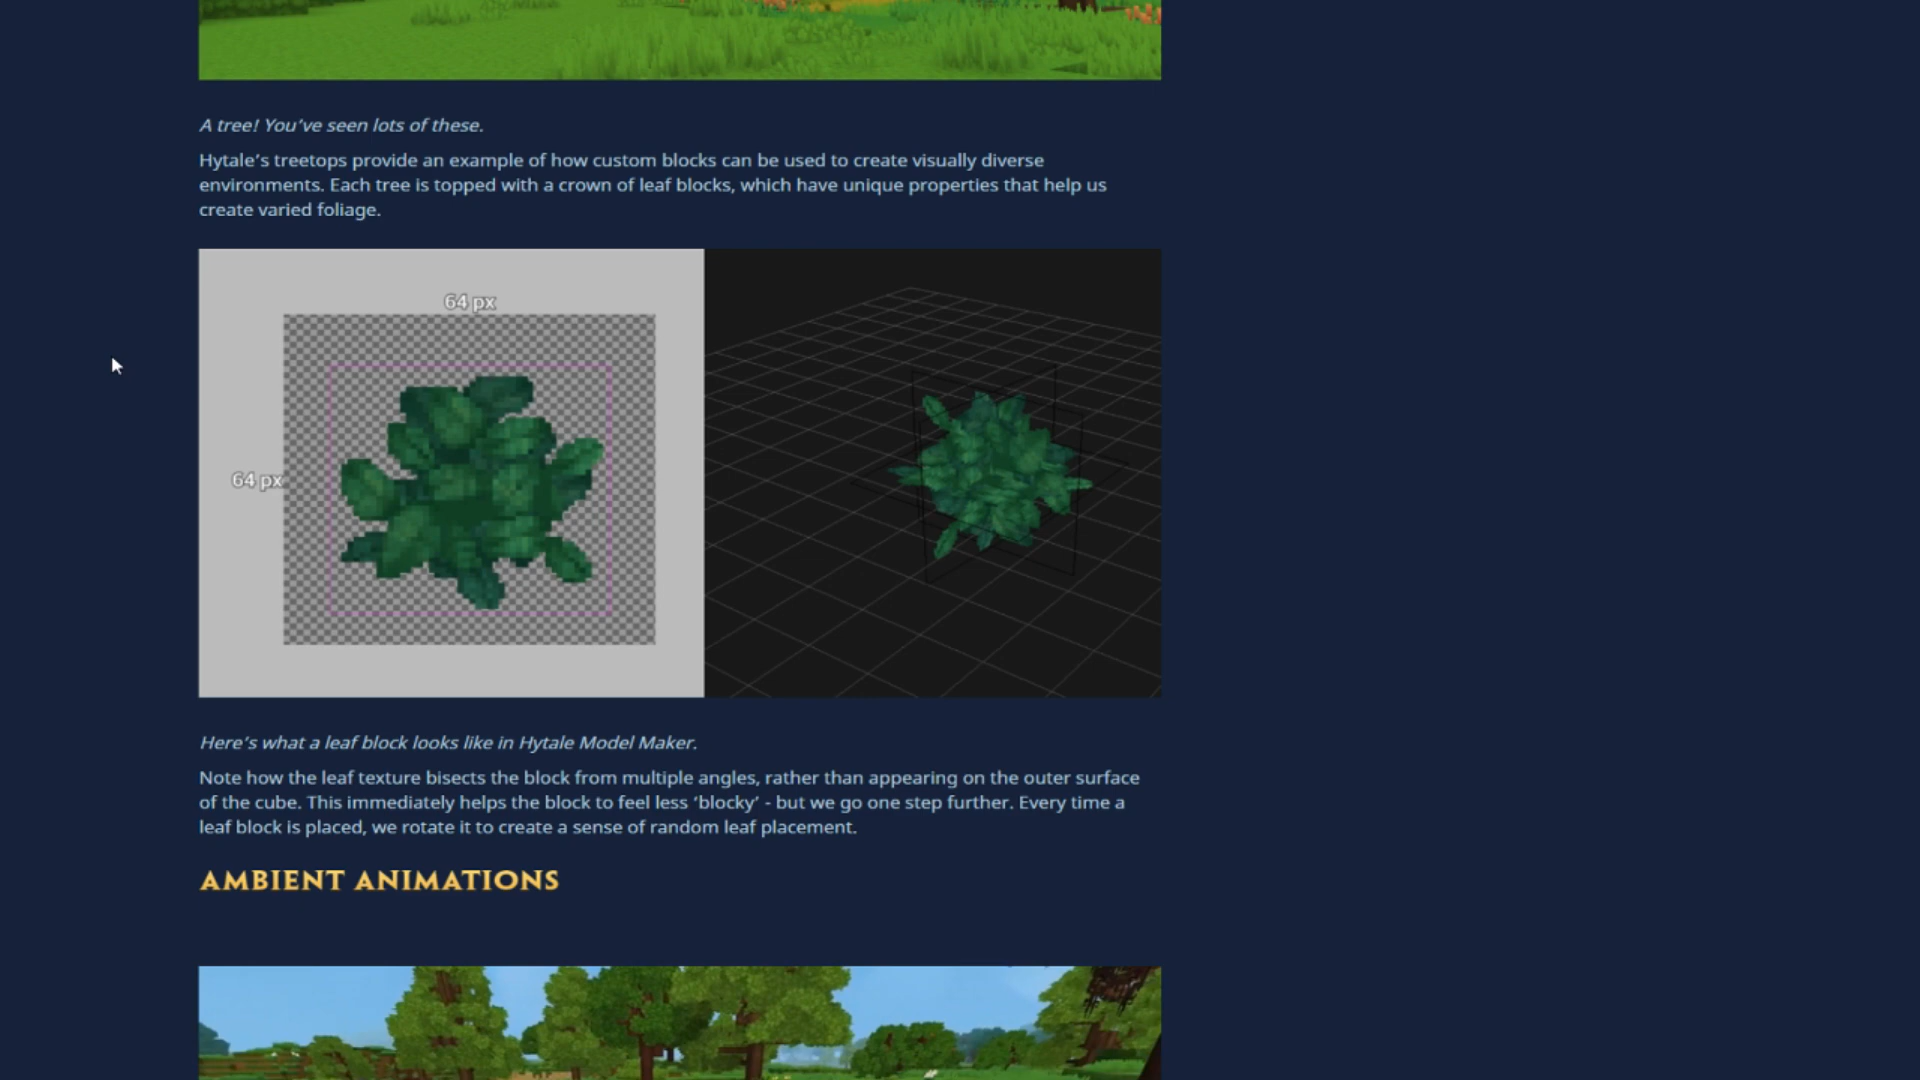 A tree! You've seen lots of these.
Hytale's treetops provide an example of how custom blocks can be used to create visually diverse
environments. Each tree is topped with a crown of leaf blocks, which have unique properties that help us
create varied foliage.
64 px
64 px
Here's what a leaf block looks like in Hytale Model Maker.
Note how the leaf texture bisects the block from multiple angles, rather than appearing on the outer surface
of the cube. This immediately helps the block to feel less ‘blocky’ - but we go one step further. Every time a
leaf block is placed, we rotate it to create a sense of random leaf placement.
AMBIENT ANIMATIONS